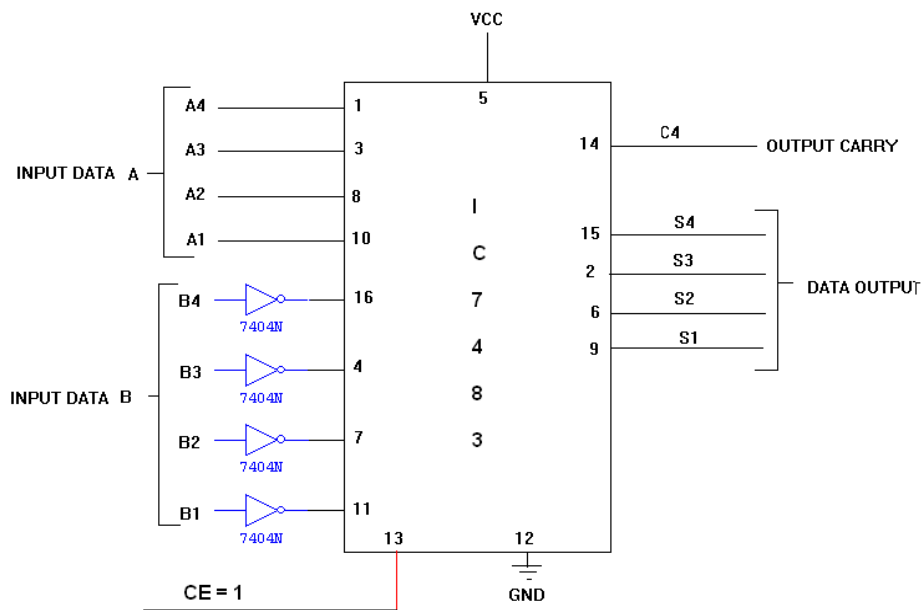 VCC
5
A4
1
A3
3
INPUT DATA A
A2
8
A1
10
14
C4
OUTPUT CARRY
I
C
7
4
8
3
15
S4
2
S3
DATA OUTPUT
6
S2
9
S1
B4
7404N
16
B3
7404N
4
INPUT DATA B
B2
7404N
7
B1
7404N
11
13
12
CE = 1
GND